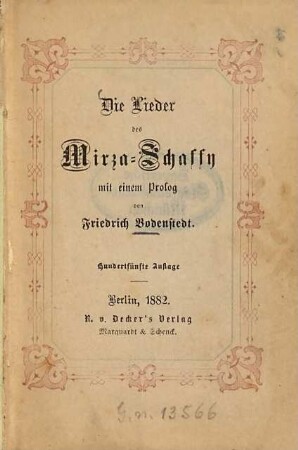 Die Lieder
des
Mirza-Schaffy
mit einem Prolog
von
Friedrich Bodenstedt.
Hundertfünfte Auflage
Berlin, 1882.
R. v. Decker's Verlag
Marquardt & Schenck.
G. n. 13566